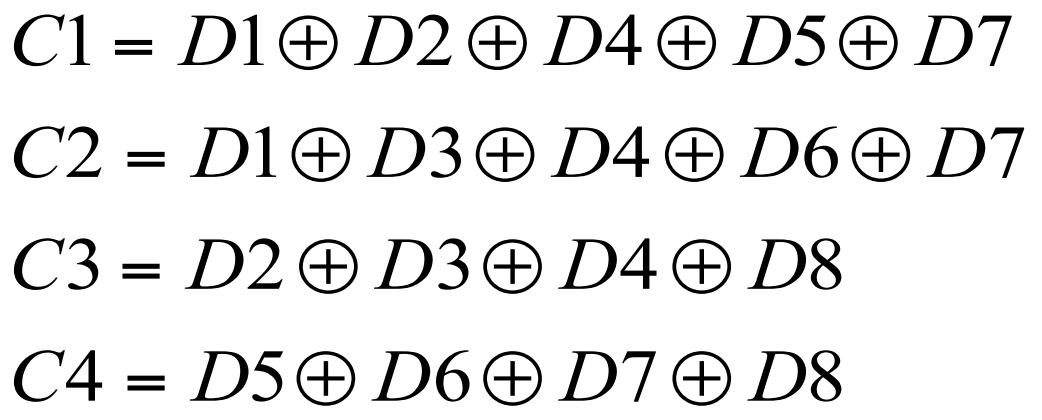 C1 = D1⊕D2⊕D4⊕D5⊕D7
C2 = D1⊕D3⊕D4⊕D6⊕D7
C3 = D2⊕D3⊕D4⊕D8
C4 = D5⊕D6⊕D7⊕D8